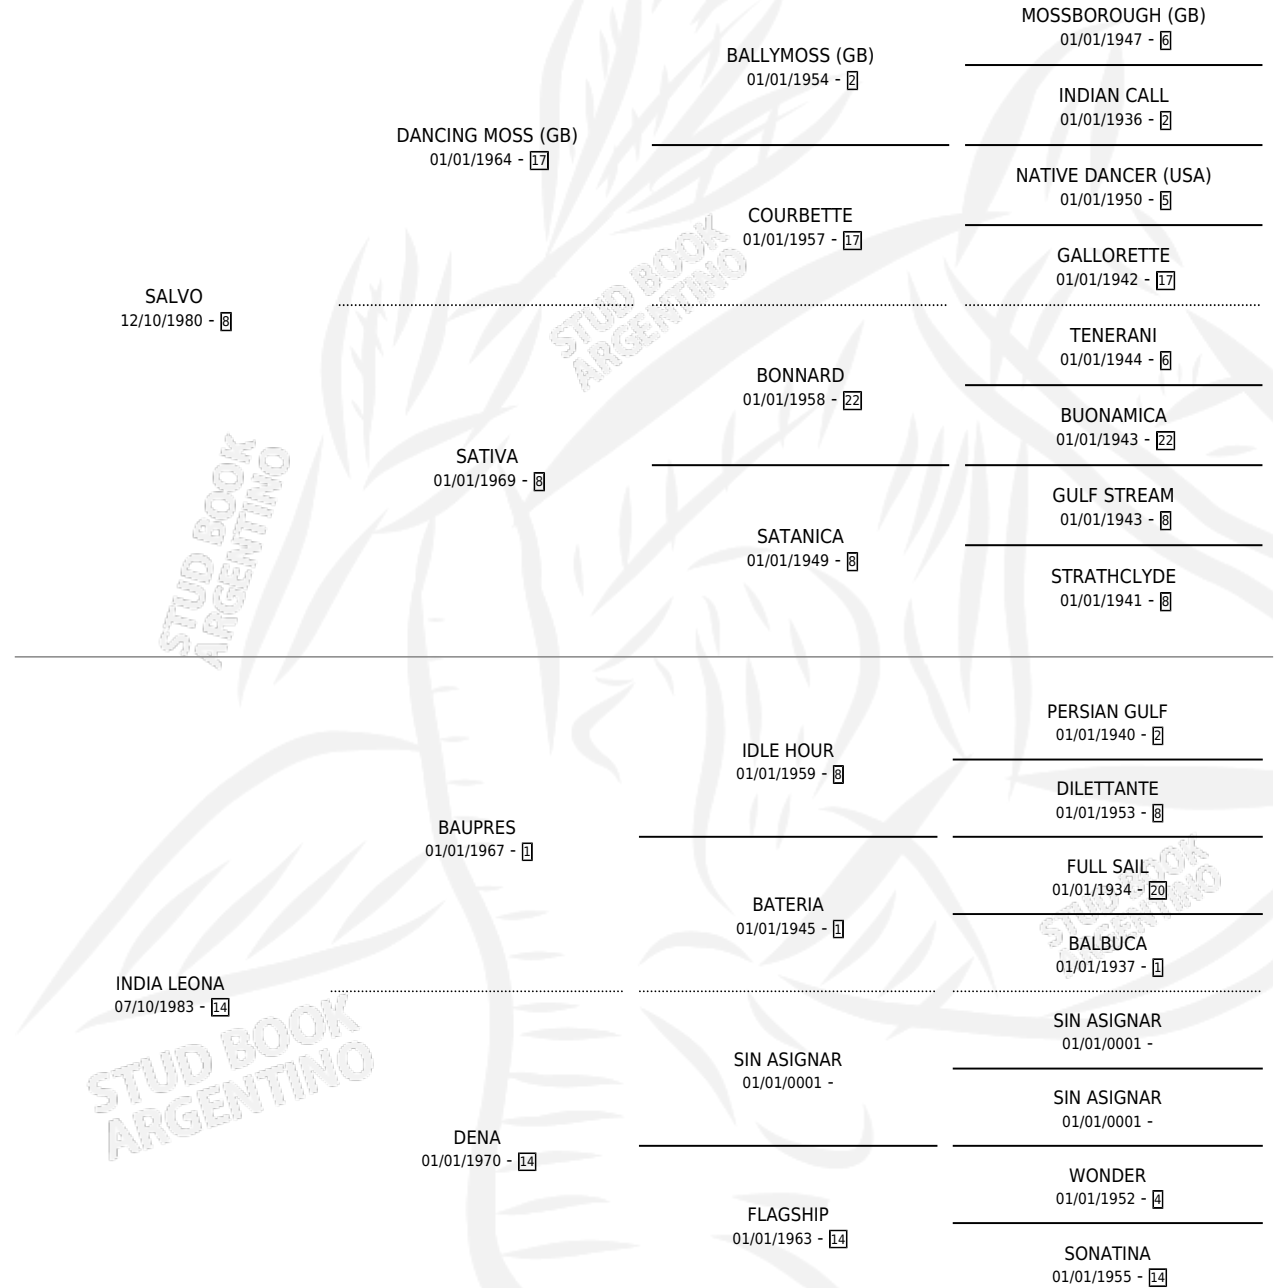 MOSSBOROUGH (GB)
01/01/1947 - 6
BALLYMOSS (GB)
01/01/1954 - 2
INDIAN CALL
01/01/1936 - 2
DANCING MOSS (GB)
01/01/1964 - 17
NATIVE DANCER (USA)
01/01/1950 - 5
COURBETTE
01/01/1957 - 17
GALLORETTE
01/01/1942 - 17
SALVO
12/10/1980 - 8
TENERANI
01/01/1944 - 6
BONNARD
01/01/1958 - 22
BUONAMICA
01/01/1943 - 22
SATIVA
01/01/1969 - 8
GULF STREAM
01/01/1943 - 8
SATANICA
01/01/1949 - 8
STRATHCLYDE
01/01/1941 - 8
PERSIAN GULF
01/01/1940 - 2
IDLE HOUR
01/01/1959 - 8
DILETTANTE
01/01/1953 - 8
BAUPRES
01/01/1967 - 1
FULL SAIL
01/01/1934 - 20
BATERIA
01/01/1945 - 1
BALBUCA
01/01/1937 - 1
INDIA LEONA
07/10/1983 - 14
SIN ASIGNAR
01/01/0001 -
SIN ASIGNAR
01/01/0001 -
SIN ASIGNAR
01/01/0001 -
DENA
01/01/1970 - 14
WONDER
01/01/1952 - 4
FLAGSHIP
01/01/1963 - 14
SONATINA
01/01/1955 - 14
STUD BOOK
ARGENTINO
STUD BOOK
ARGENTINO
STUD BOOK
ARGENTINO
STUD BOOK
ARGENTINO